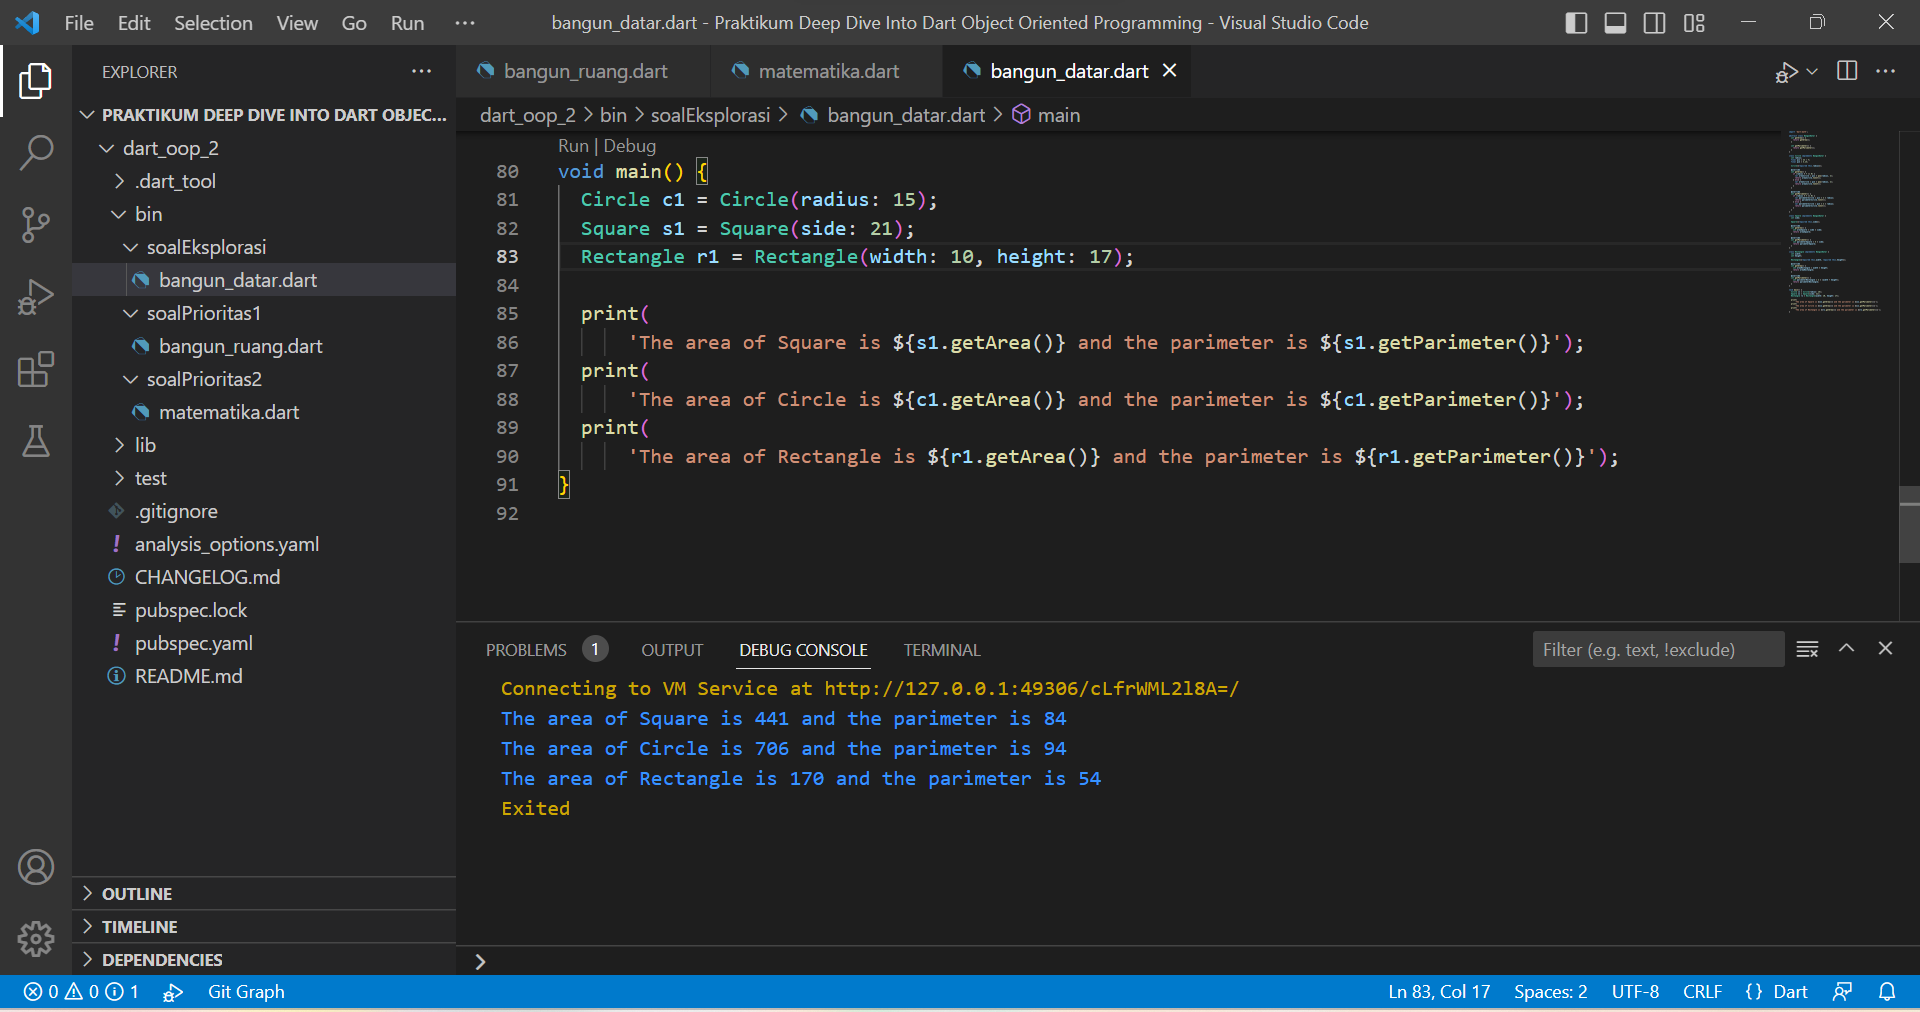 File Edit Selection View Go Run ··· bangun_datar.dart - Praktikum Deep Dive Into Dart Object Oriented Programming - Visual Studio Code
EXPLORER ···
PRAKTIKUM DEEP DIVE INTO DART OBJEC...
dart_oop_2
.dart_tool
bin
soalEksplorasi
bangun_datar.dart
soalPrioritas1
bangun_ruang.dart
soalPrioritas2
matematika.dart
lib
test
.gitignore
! analysis_options.yaml
CHANGELOG.md
pubspec.lock
! pubspec.yaml
README.md
OUTLINE
TIMELINE
DEPENDENCIES
bangun_ruang.dart matematika.dart bangun_datar.dart
dart_oop_2 > bin > soalEksplorasi > bangun_datar.dart > main
Run | Debug
80 void main() {
81 Circle c1 = Circle(radius: 15);
82 Square s1 = Square(side: 21);
83 Rectangle r1 = Rectangle(width: 10, height: 17);
84
85 print(
86 'The area of Square is ${s1.getArea()} and the parimeter is ${s1.getParimeter()}');
87 print(
88 'The area of Circle is ${c1.getArea()} and the parimeter is ${c1.getParimeter()}');
89 print(
90 'The area of Rectangle is ${r1.getArea()} and the parimeter is ${r1.getParimeter()}');
91 }
92
PROBLEMS 1 OUTPUT DEBUG CONSOLE TERMINAL Filter (e.g. text, !exclude)
Connecting to VM Service at http://127.0.0.1:49306/cLfrWML2l8A=/
The area of Square is 441 and the parimeter is 84
The area of Circle is 706 and the parimeter is 94
The area of Rectangle is 170 and the parimeter is 54
Exited
>
0 0 1 Git Graph Ln 83, Col 17 Spaces: 2 UTF-8 CRLF {} Dart